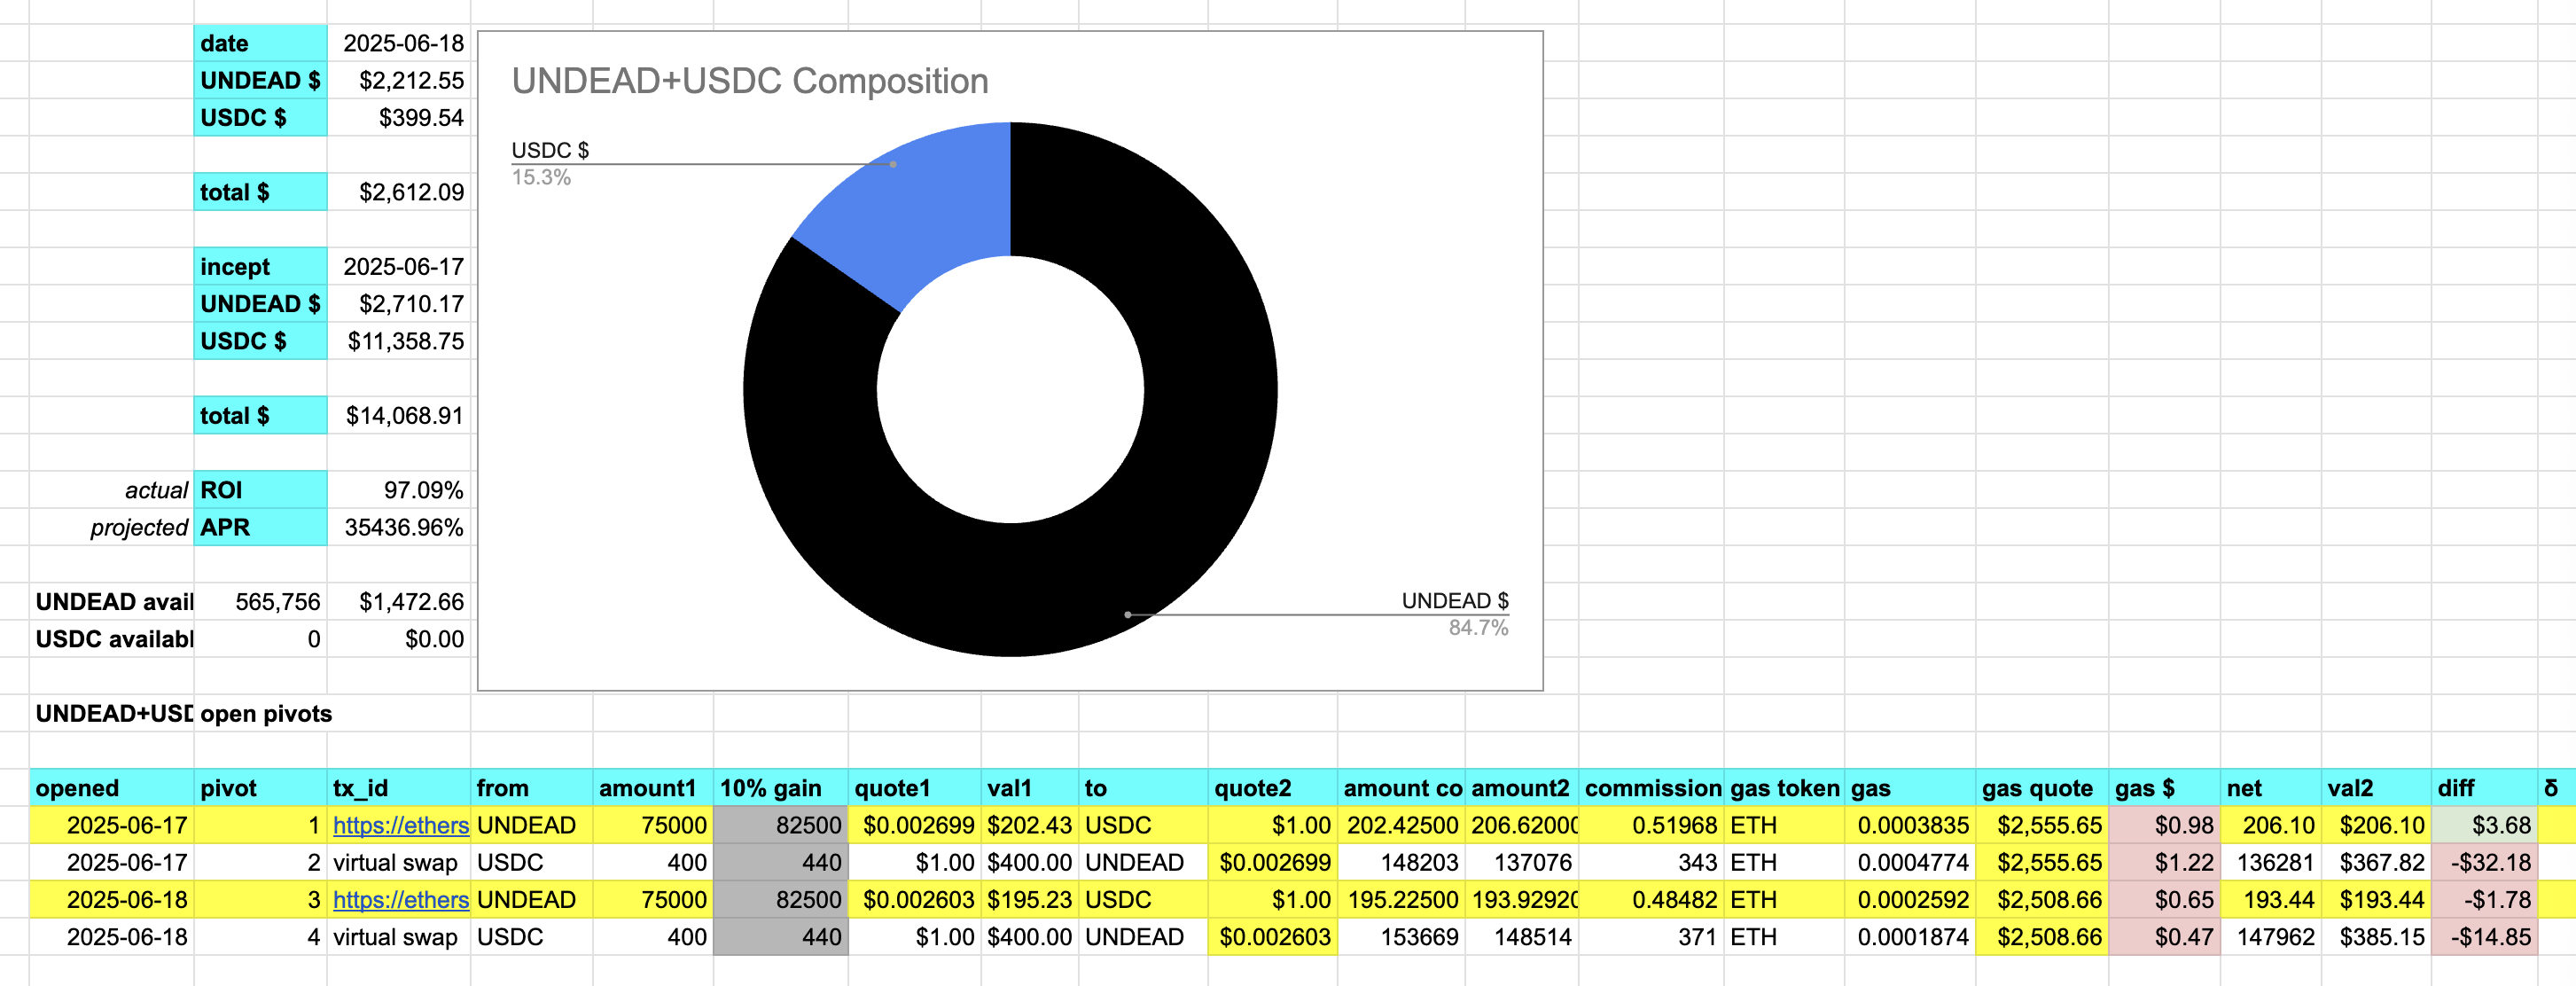 date 2025-06-18
UNDEAD $ $2,212.55
USDC $ $399.54
total $ $2,612.09
incept 2025-06-17
UNDEAD $ $2,710.17
USDC $ $11,358.75
total $ $14,068.91
actual ROI 97.09%
projected APR 35436.96%
UNDEAD avail 565,756 $1,472.66
USDC availabl 0 $0.00
UNDEAD+USDC Composition
USDC $
15.3%
UNDEAD $
84.7%
UNDEAD+USD open pivots
opened pivot tx_id from amount1 10% gain quote1 val1 to quote2 amount co amount2 commission gas token gas gas quote gas $ net val2 diff δ
2025-06-17 1 https://ethers UNDEAD 75000 82500 $0.002699 $202.43 USDC $1.00 202.42500 206.62000 0.51968 ETH 0.0003835 $2,555.65 $0.98 206.10 $206.10 $3.68
2025-06-17 2 virtual swap USDC 400 440 $1.00 $400.00 UNDEAD $0.002699 148203 137076 343 ETH 0.0004774 $2,555.65 $1.22 136281 $367.82 -$32.18
2025-06-18 3 https://ethers UNDEAD 75000 82500 $0.002603 $195.23 USDC $1.00 195.22500 193.92920 0.48482 ETH 0.0002592 $2,508.66 $0.65 193.44 $193.44 -$1.78
2025-06-18 4 virtual swap USDC 400 440 $1.00 $400.00 UNDEAD $0.002603 153669 148514 371 ETH 0.0001874 $2,508.66 $0.47 147962 $385.15 -$14.85